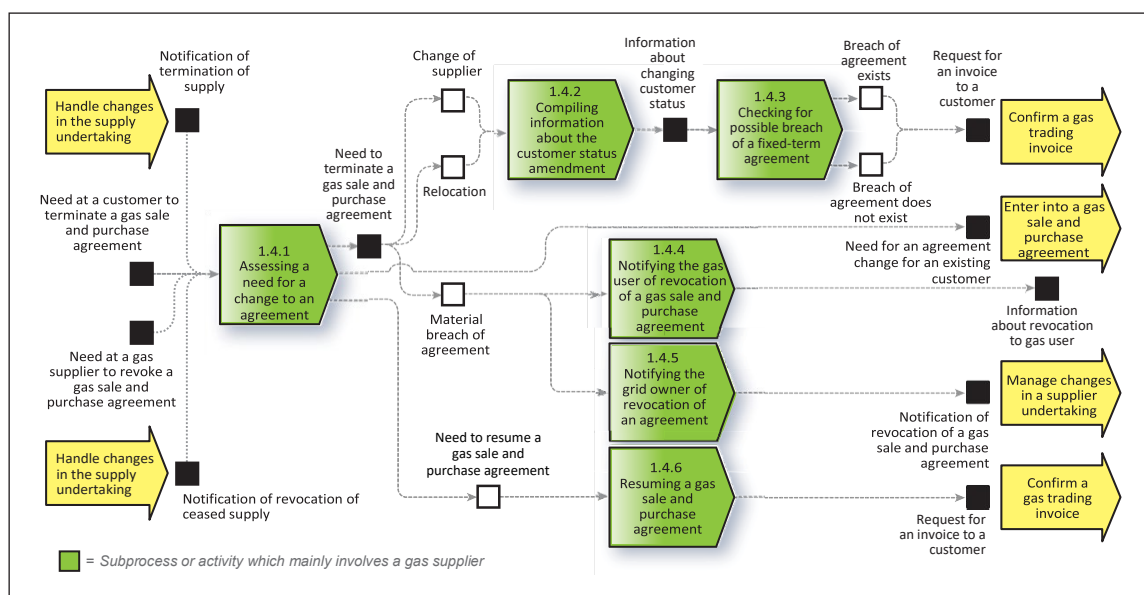 Notification of
termination of
supply
Handle changes
in the supply
undertaking
Need at a customer to
terminate a gas sale
and purchase
agreement
Need at a gas
supplier to revoke a
gas sale and
purchase agreement
Handle changes
in the supply
undertaking
Notification of revocation of
ceased supply
1.4.1
Assessing a
need for a
change to an
agreement
Need to
terminate a
gas sale and
purchase
agreement
Change of
supplier
Relocation
Material
breach of
agreement
Need to resume a
gas sale and
purchase agreement
1.4.2
Compiling
information
about the
customer status
amendment
Information
about
changing
customer
status
1.4.3
Checking for
possible breach
of a fixed-term
agreement
Breach of
agreement
exists
Breach of
agreement does
not exist
Request for
an invoice
to a
customer
Confirm a gas
trading
invoice
Enter into a gas
sale and
purchase
agreement
Need for an agreement
change for an existing
customer
1.4.4
Notifying the gas
user of revocation
of a gas sale and
purchase
agreement
Information about
revocation
to gas user
1.4.5
Notifying the
grid owner of
revocation of
an agreement
Manage changes
in a supplier
undertaking
Notification of
revocation of a gas
sale and purchase
agreement
1.4.6
Resuming a gas
sale and
purchase
agreement
Request for
an invoice to a
customer
Confirm
a gas trading
invoice
= Subprocess or activity which mainly involves a gas supplier